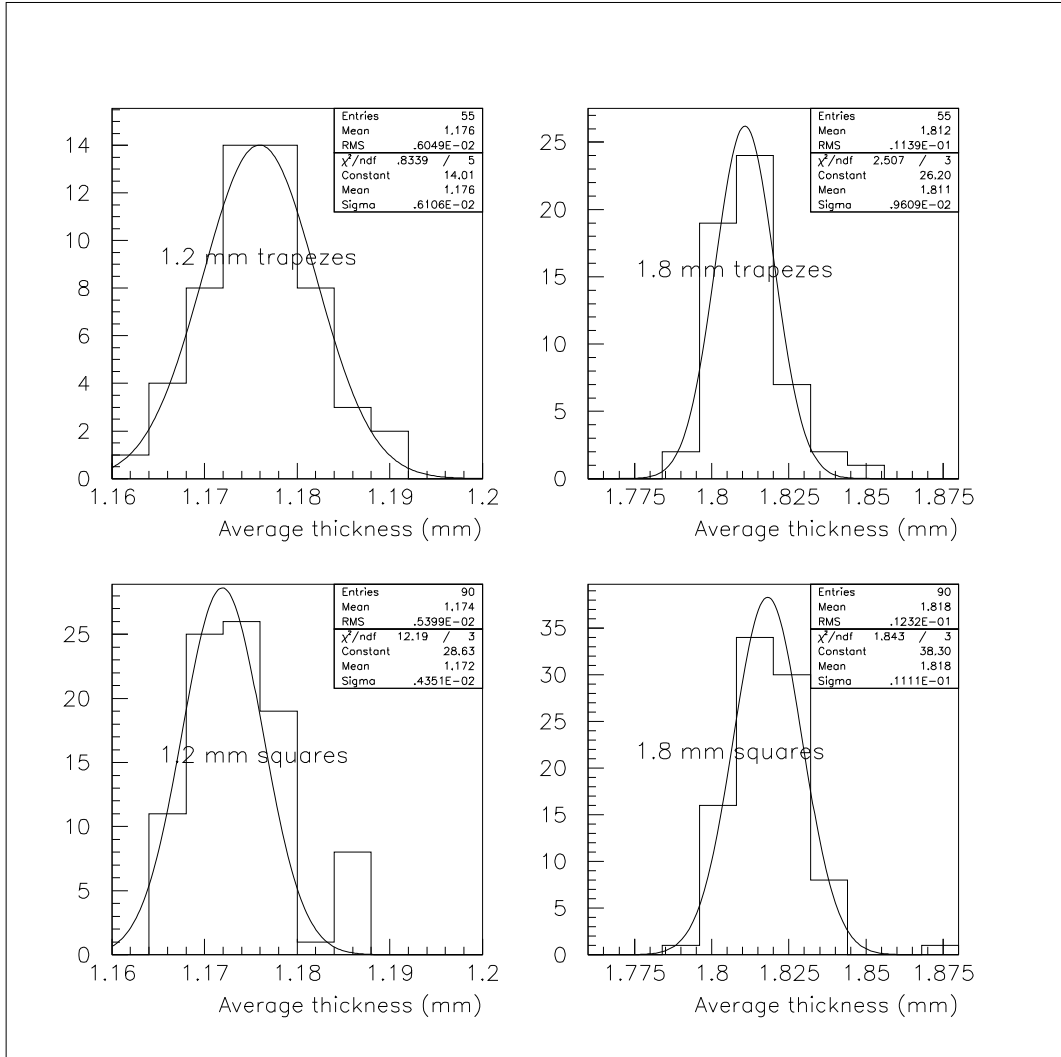 Entries 55
Mean 1.176
RMS .6049E-02
χ²/ndf .8339 / 5
Constant 14.01
Mean 1.176
Sigma .6106E-02
14
12
10
8
6
4
2
0
1.2 mm trapezes
1.16 1.17 1.18 1.19 1.2
Average thickness (mm)
Entries 55
Mean 1.812
RMS .1139E-01
χ²/ndf 2.507 / 3
Constant 26.20
Mean 1.811
Sigma .9609E-02
25
20
15
10
5
0
1.8 mm trapezes
1.775 1.8 1.825 1.85 1.875
Average thickness (mm)
Entries 90
Mean 1.174
RMS .5399E-02
χ²/ndf 12.19 / 3
Constant 28.63
Mean 1.172
Sigma .4351E-02
25
20
15
10
5
0
1.2 mm squares
1.16 1.17 1.18 1.19 1.2
Average thickness (mm)
Entries 90
Mean 1.818
RMS .1232E-01
χ²/ndf 1.843 / 3
Constant 38.30
Mean 1.818
Sigma .1111E-01
35
30
25
20
15
10
5
0
1.8 mm squares
1.775 1.8 1.825 1.85 1.875
Average thickness (mm)